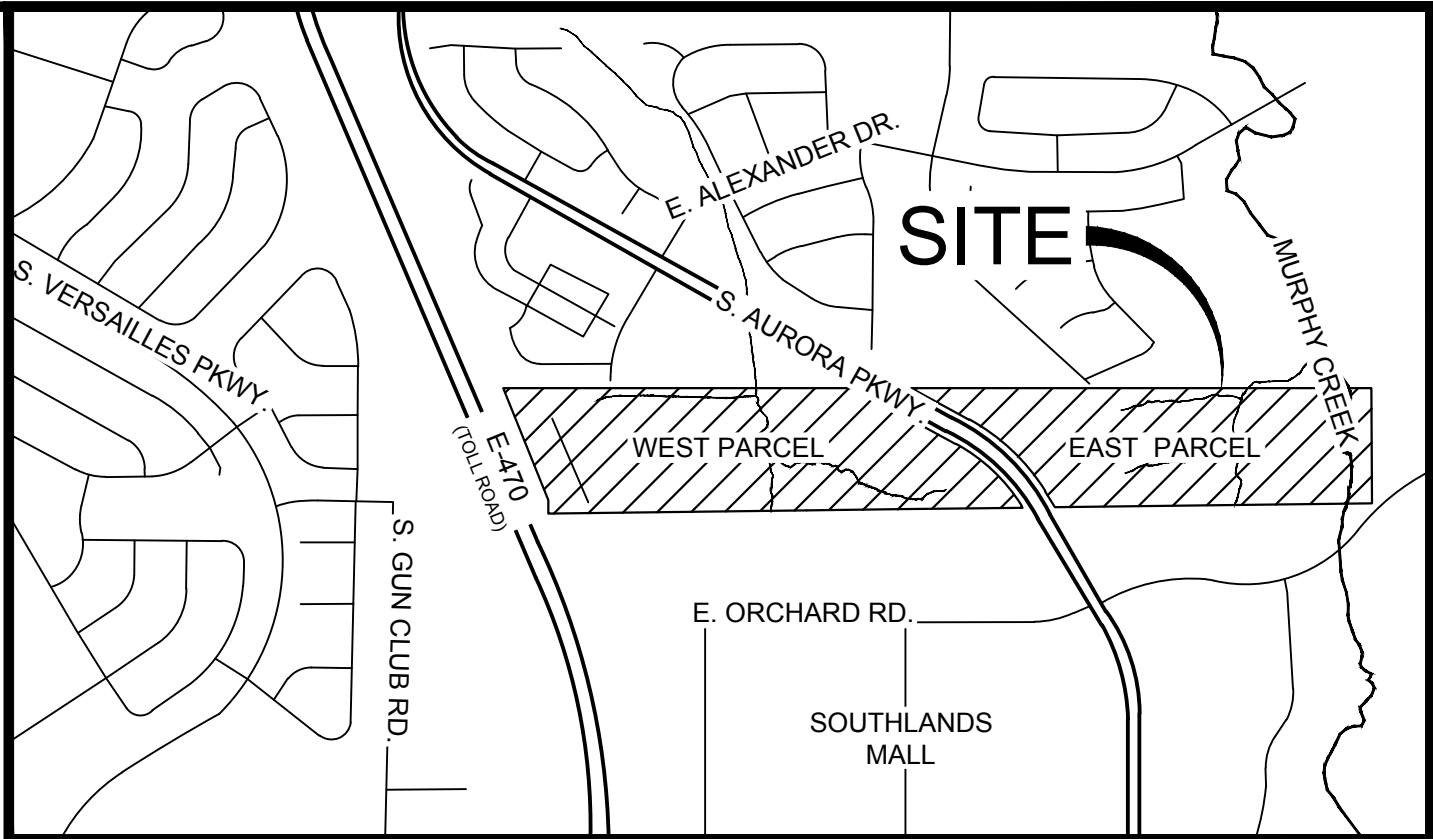 E. ALEXANDER DR.
SITE
S. VERSAILLES PKWY.
MURPHY CREEK
S. AURORA PKWY.
E-470
(TOLL ROAD)
WEST PARCEL
EAST PARCEL
S. GUN CLUB RD.
E. ORCHARD RD.
SOUTHLANDS
MALL